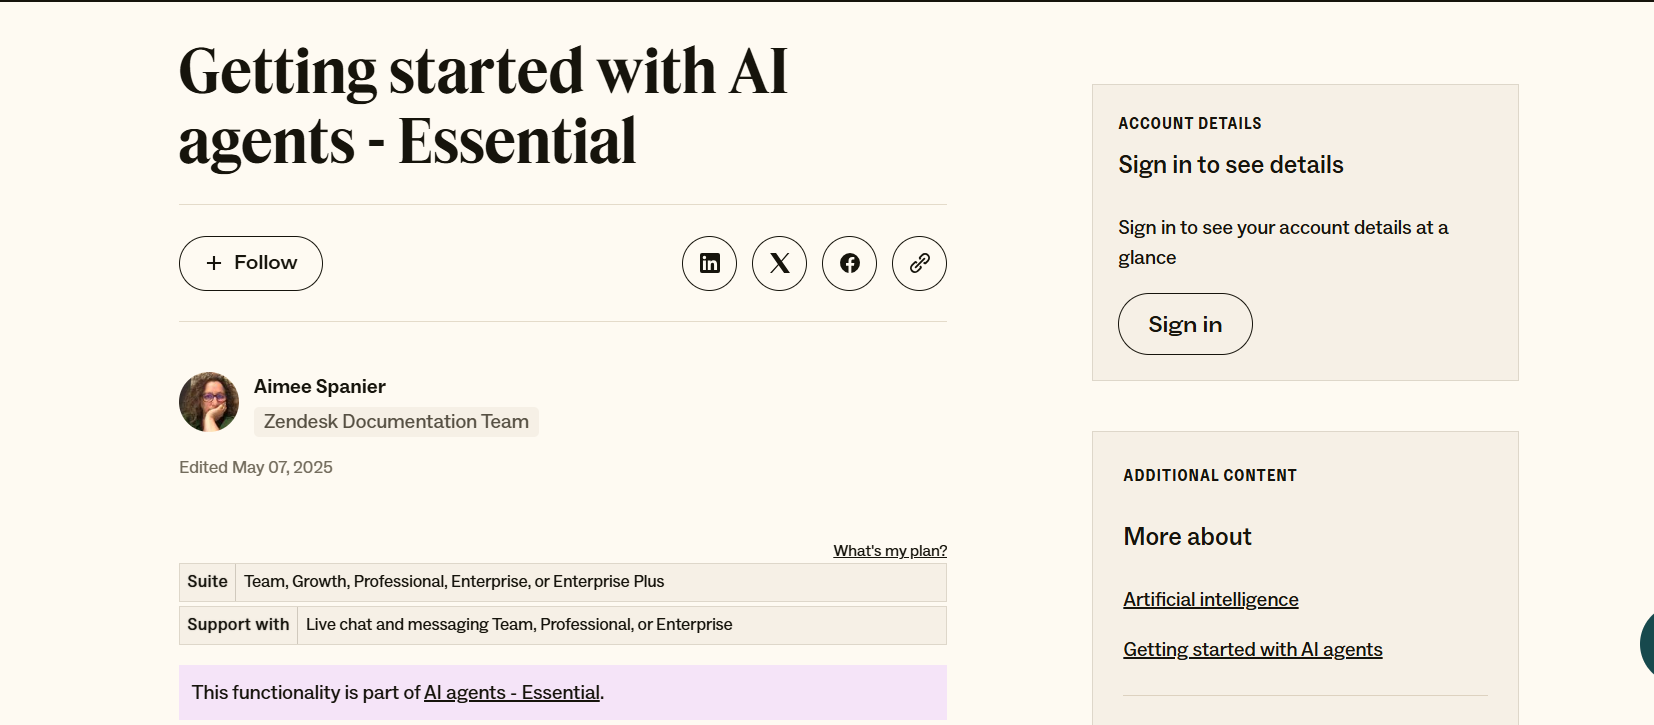 Getting started with AI
agents - Essential
Follow
Aimee Spanier
Zendesk Documentation Team
Edited May 07, 2025
What's my plan?
Suite Team, Growth, Professional, Enterprise, or Enterprise Plus
Support with Live chat and messaging Team, Professional, or Enterprise
This functionality is part of AI agents - Essential.
ACCOUNT DETAILS
Sign in to see details
Sign in to see your account details at a
glance
Sign in
ADDITIONAL CONTENT
More about
Artificial intelligence
Getting started with AI agents